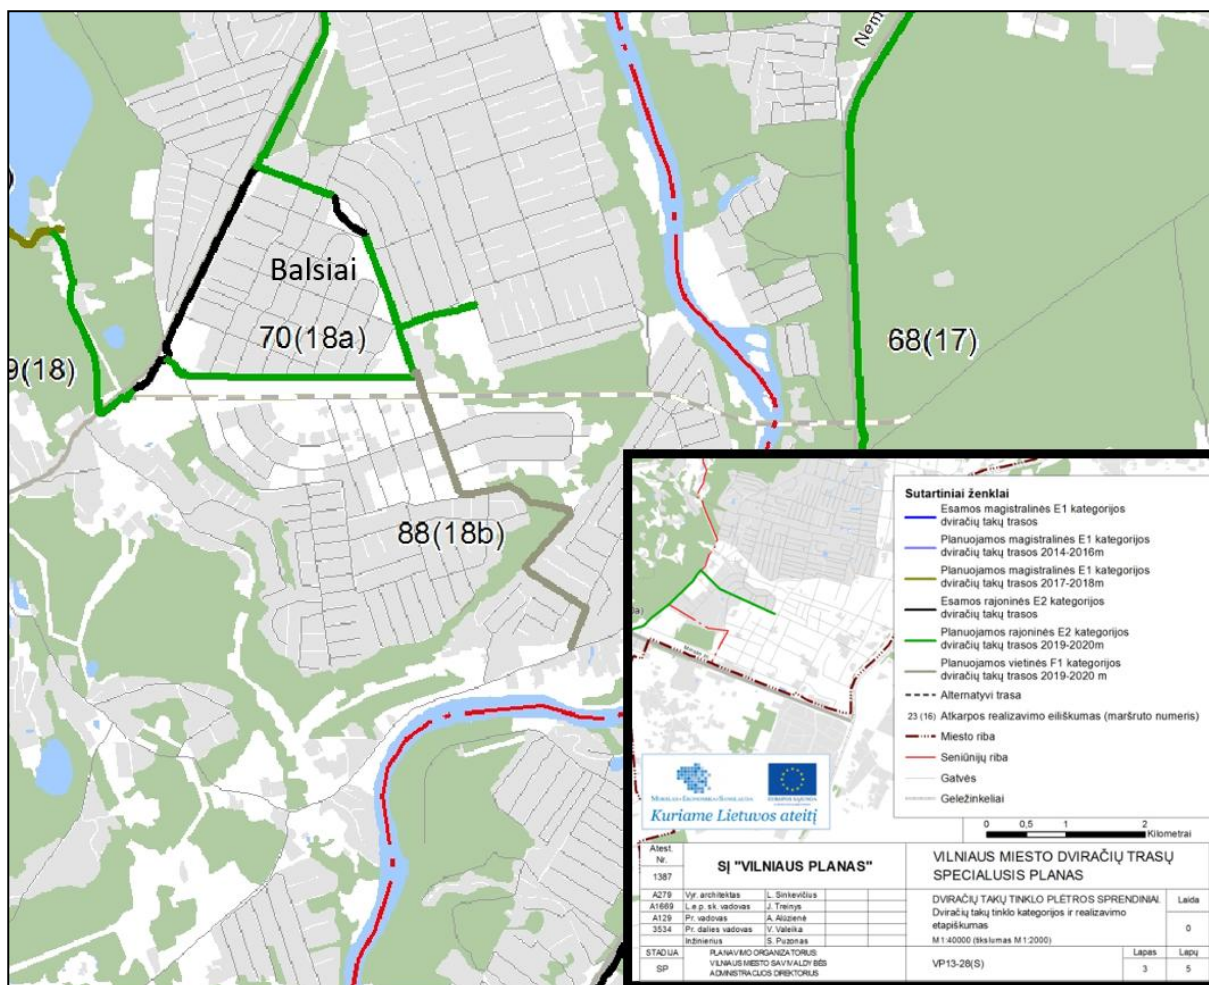 Nem
Balsiai
70(18a)
9(18)
68(17)
88(18b)
Sutartiniai ženklai
Esamos magistralinės E1 kategorijos
dviračių takų trasos
Planuojamos magistralinės E1 kategorijos
dviračių takų trasos 2014-2016m
Planuojamos magistralinės E1 kategorijos
dviračių takų trasos 2017-2018m
Esamos rajoninės E2 kategorijos
dviračių takų trasos
Planuojamos rajoninės E2 kategorijos
dviračių takų trasos 2019-2020m
Planuojamos vietinės F1 kategorijos
dviračių takų trasos 2019-2020 m
Alternatyvi trasa
23 (16) Atkarpos realizavimo eiliškumas (maršruto numeris)
Miesto riba
Seniūnijų riba
Gatvės
Geležinkeliai
0 0,5 1 2
Kilometrai
Kuriame Lietuvos ateitį
Atest.
Nr.
1387
SĮ "VILNIAUS PLANAS"
VILNIAUS MIESTO DVIRAČIŲ TRASŲ
SPECIALUSIS PLANAS
A279 Vyr. architektas L. Sinkevičius
A1669 L.e.p. sk. vadovas J. Treinys
A129 Pr. vadovas A. Alūzienė
3534 Pr. dalies vadovas V. Valeika
Inžinierius S. Puzonas
DVIRAČIŲ TAKŲ TINKLO PLĖTROS SPRENDINIAI.
Dviračių takų tinklo kategorijos ir realizavimo
etapiškumas
M 1:40000 (tikslumas M 1:2000)
Laida
0
STADIJA
SP
PLANAVIMO ORGANIZATORIUS:
VILNIAUS MIESTO SAVIVALDYBĖS
ADMINISTRACIJOS DIREKTORIUS
VP13-28(S)
Lapas Lapų
3 5